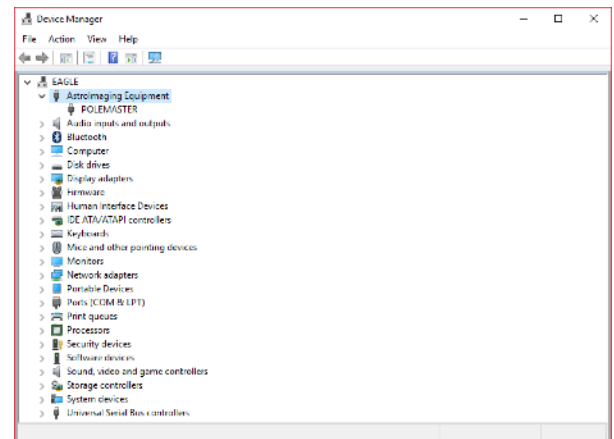 Device Manager
File Action View Help
EAGLE
AstroImaging Equipment
POLEMASTER
Audio inputs and outputs
Bluetooth
Computer
Disk drives
Display adapters
Firmware
Human Interface Devices
IDE ATA/ATAPI controllers
Keyboards
Mice and other pointing devices
Monitors
Network adapters
Portable Devices
Ports (COM & LPT)
Print queues
Processors
Security devices
Software devices
Sound, video and game controllers
Storage controllers
System devices
Universal Serial Bus controllers